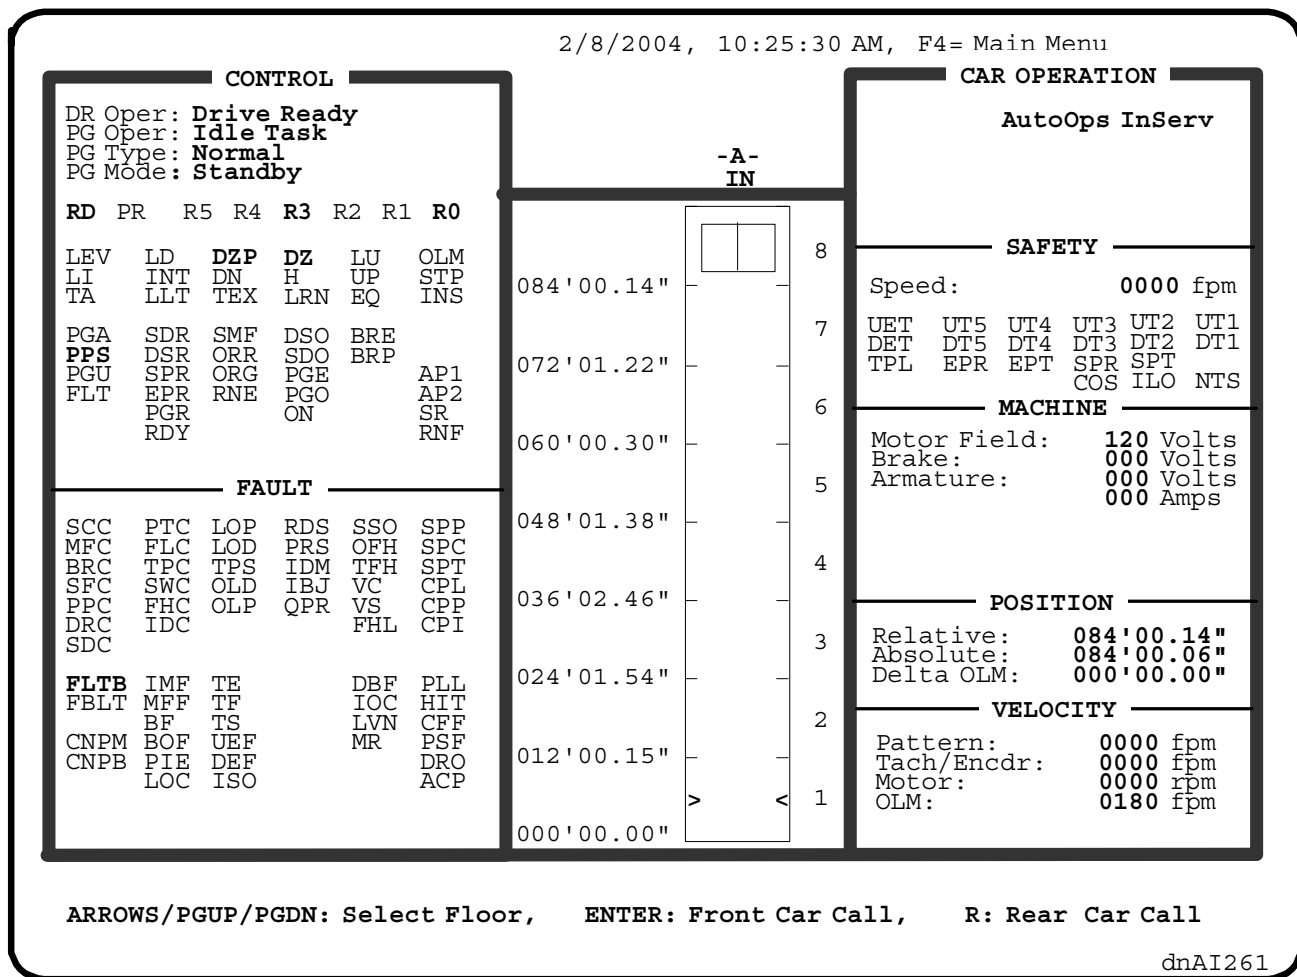 2/8/2004, 10:25:30 AM, F4= Main Menu
CONTROL
DR Oper: Drive Ready
PG Oper: Idle Task
PG Type: Normal
PG Mode: Standby
RD PR R5 R4 R3 R2 R1 R0
LEV LD DZP DZ LU OLM
LI INT DN H UP STP
TA LLT TEX LRN EQ INS
PGA SDR SMF DSO BRE
PPS DSR ORR SDO BRP
PGU SPR ORG PGE AP1
FLT EPR RNE PGO AP2
PGR ON SR
RDY RNF
FAULT
SCC PTC LOP RDS SSO SPP
MFC FLC LOD PRS OFH SPC
BRC TPC TPS IDM TFH SPT
SFC SWC OLD IBJ VC CPL
PPC FHC OLP QPR VS CPP
DRC IDC FHL CPI
SDC
FLTB IMF TE DBF PLL
FBLT MFF TF IOC HIT
BF TS LVN CFF
CNPM BOF UEF MR PSF
CNPB PIE DEF DRO
LOC ISO ACP
-A-
IN
8
084'00.14"
7
072'01.22"
6
060'00.30"
5
048'01.38"
4
036'02.46"
3
024'01.54"
2
012'00.15"
> < 1
000'00.00"
CAR OPERATION
AutoOps InServ
SAFETY
Speed: 0000 fpm
UET UT5 UT4 UT3 UT2 UT1
DET DT5 DT4 DT3 DT2 DT1
TPL EPR EPT SPR SPT
COS ILO NTS
MACHINE
Motor Field: 120 Volts
Brake: 000 Volts
Armature: 000 Volts
000 Amps
POSITION
Relative: 084'00.14"
Absolute: 084'00.06"
Delta OLM: 000'00.00"
VELOCITY
Pattern: 0000 fpm
Tach/Encdr: 0000 fpm
Motor: 0000 rpm
OLM: 0180 fpm
ARROWS/PGUP/PGDN: Select Floor, ENTER: Front Car Call, R: Rear Car Call
dnAI261